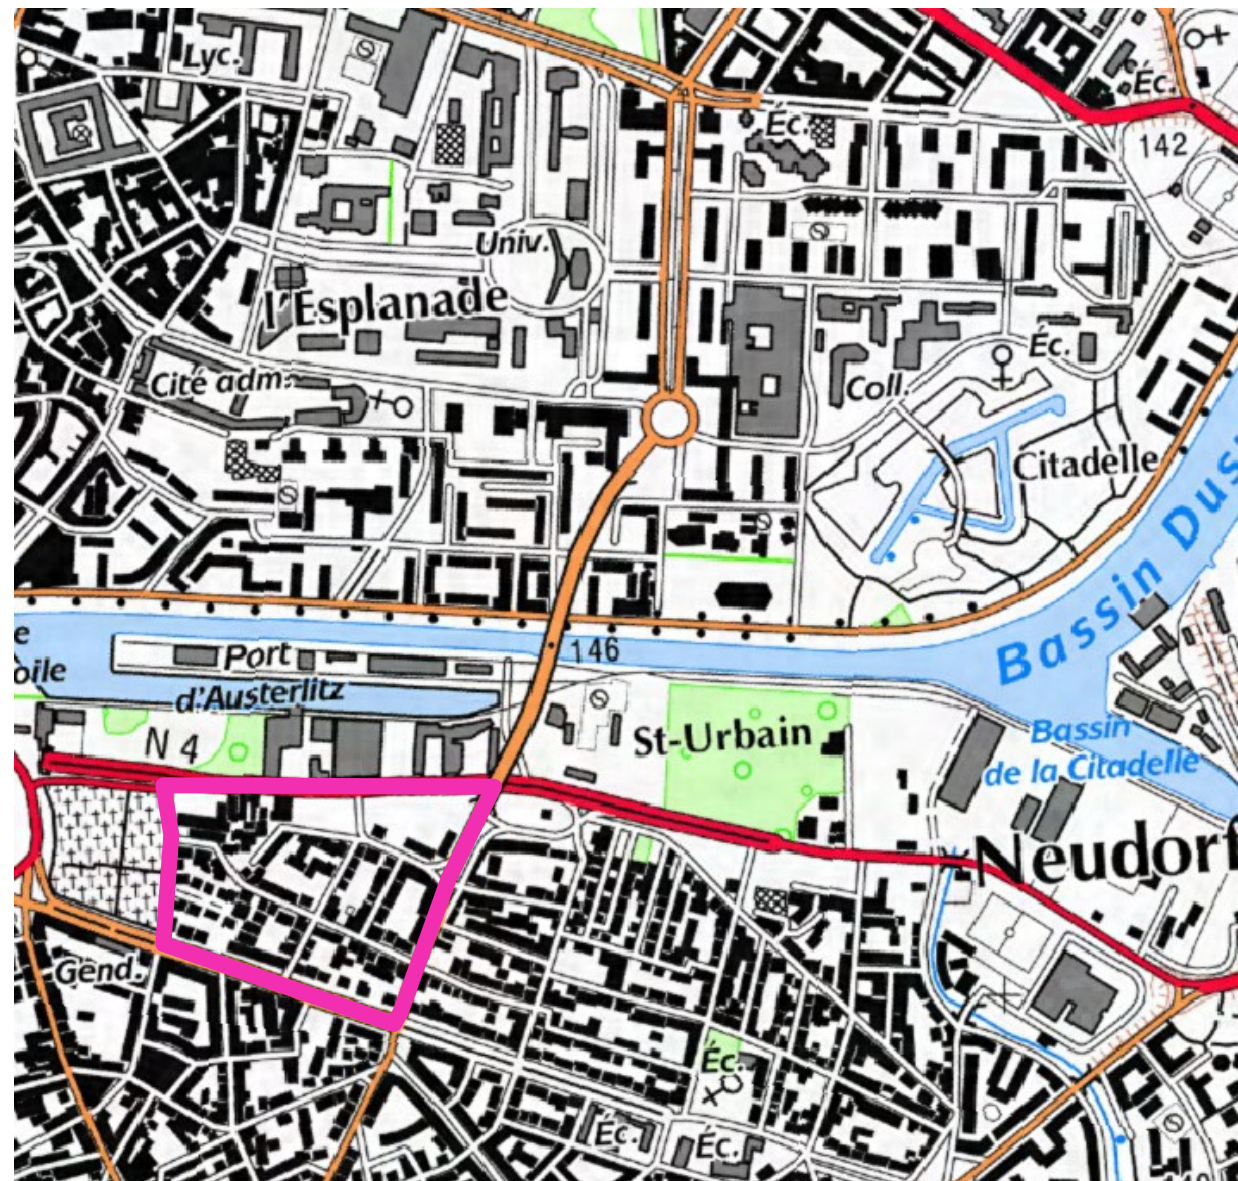 Lyc.
Éc.
Éc.
142
Univ.
l'Esplanade
Éc.
Cité adm.
Coll.
Citadelle
Bassin Dus
e
oile
Port
d'Austerlitz
146
N 4
St-Urbain
Bassin
de la Citadelle
Neudorf
Gend.
Éc.
Éc.
Éc.